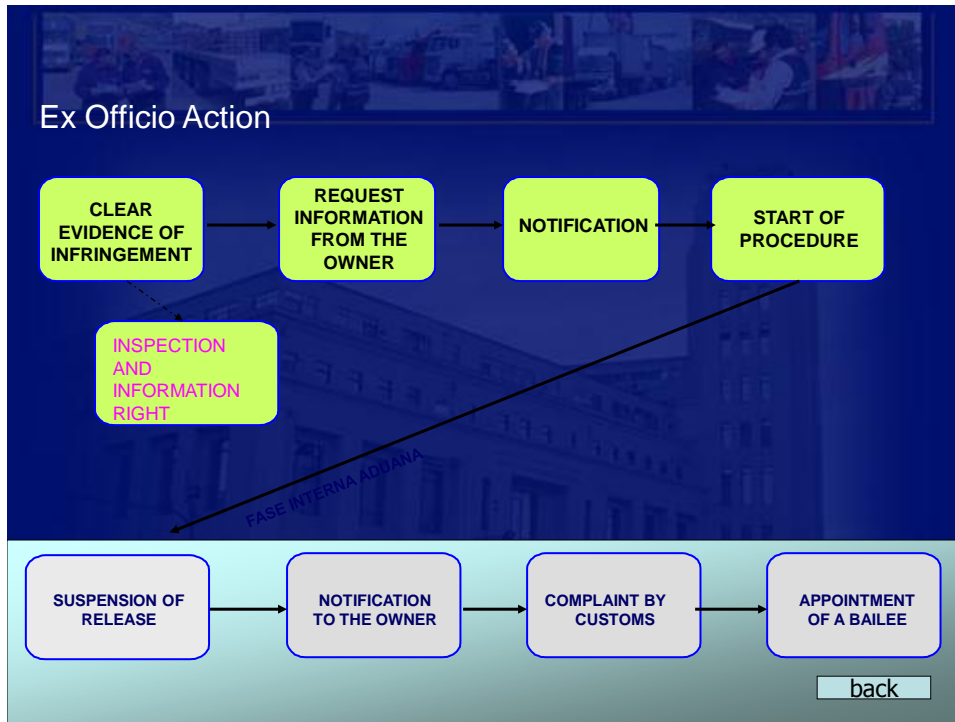 Ex Officio Action
CLEAR
EVIDENCE OF
INFRINGEMENT
REQUEST
INFORMATION
FROM THE
OWNER
NOTIFICATION
START OF
PROCEDURE
INSPECTION
AND
INFORMATION
RIGHT
FASE INTERNA ADUANA
SUSPENSION OF
RELEASE
NOTIFICATION
TO THE OWNER
COMPLAINT BY
CUSTOMS
APPOINTMENT
OF A BAILEE
back